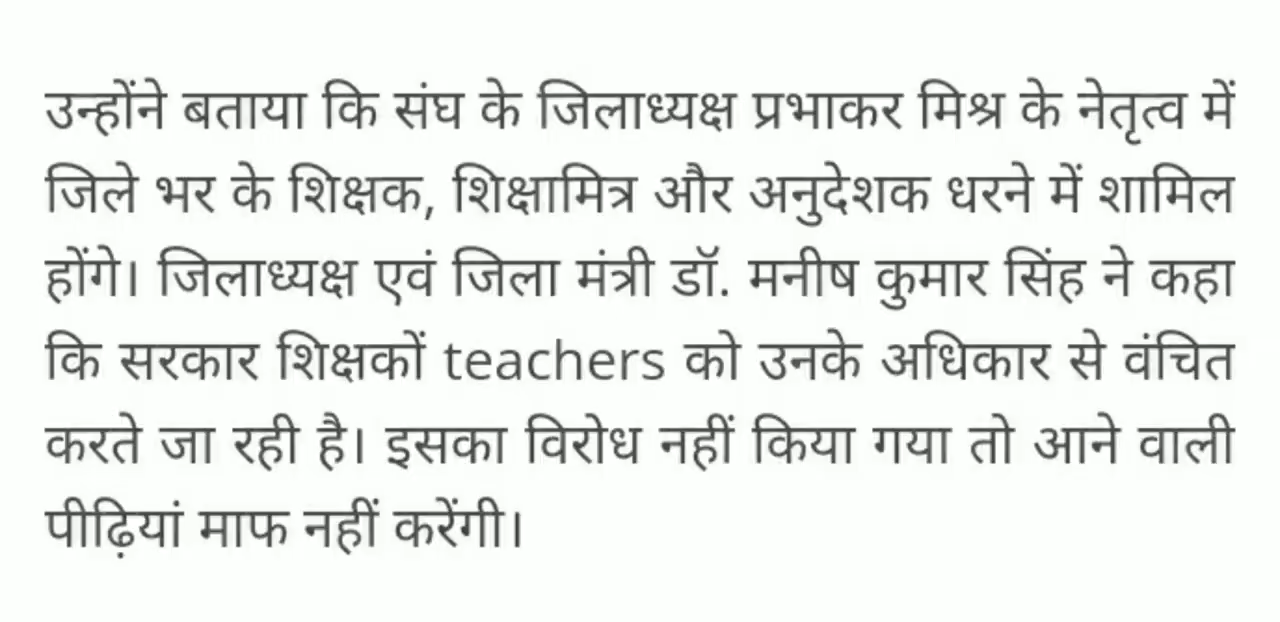 उन्होंने बताया कि संघ के जिलाध्यक्ष प्रभाकर मिश्र के नेतृत्व में
जिले भर के शिक्षक, शिक्षामित्र और अनुदेशक धरने में शामिल
होंगे। जिलाध्यक्ष एवं जिला मंत्री डॉ. मनीष कुमार सिंह ने कहा
कि सरकार शिक्षकों teachers को उनके अधिकार से वंचित
करते जा रही है। इसका विरोध नहीं किया गया तो आने वाली
पीढ़ियां माफ नहीं करेंगी।